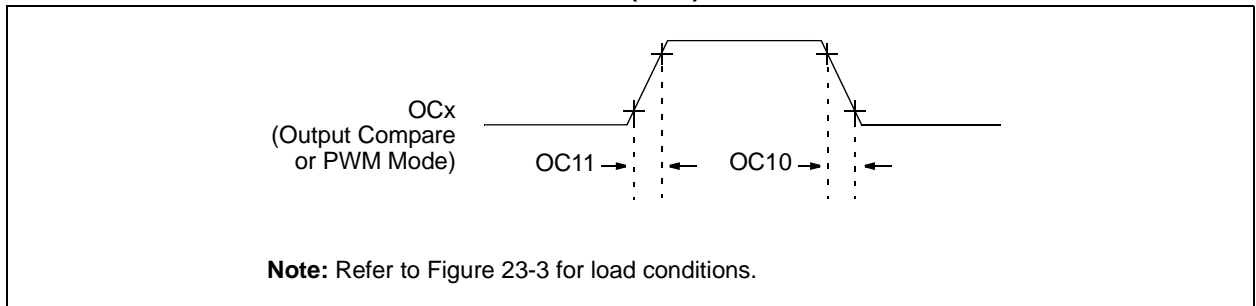 OCx
(Output Compare
or PWM Mode)
OC11
OC10
Note: Refer to Figure 23-3 for load conditions.